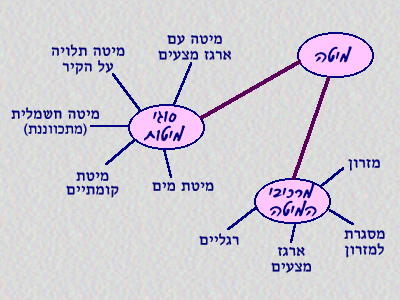 מיטה
סוגי
מיטות
מיטה עם
ארגז מצעים
מיטה תלויה
על הקיר
מיטה חשמלית
(מתכווננת)
מיטת
קומתיים
מיטת מים
מרכיבי
המיטה
מזרון
מסגרת
למזרון
ארגז
מצעים
רגליים